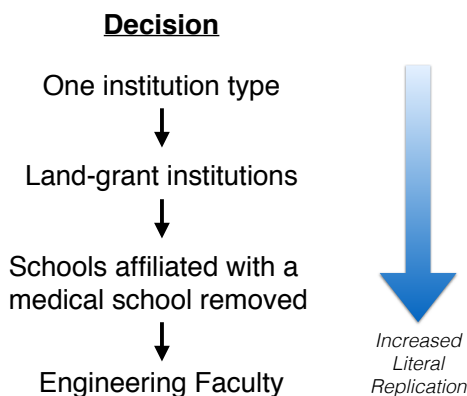 Decision
One institution type
Land-grant institutions
Schools affiliated with a
medical school removed
Engineering Faculty
Increased
Literal
Replication